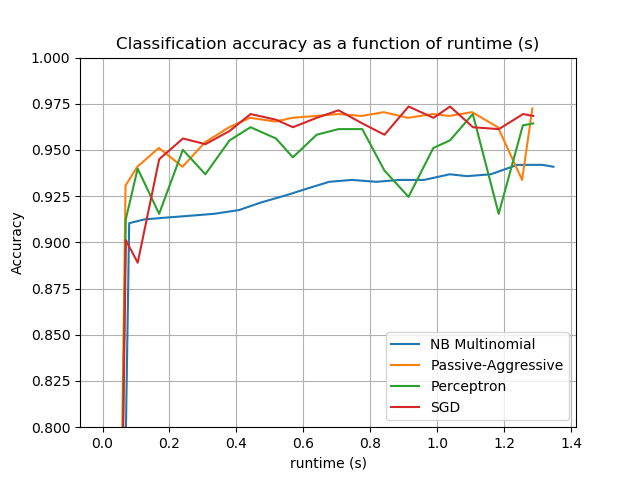 Classification accuracy as a function of runtime (s)
1.000
0.975
0.950
0.925
0.900
0.875
0.850
0.825
0.800
Accuracy
NB Multinomial
Passive-Aggressive
Perceptron
SGD
0.0 0.2 0.4 0.6 0.8 1.0 1.2 1.4
runtime (s)